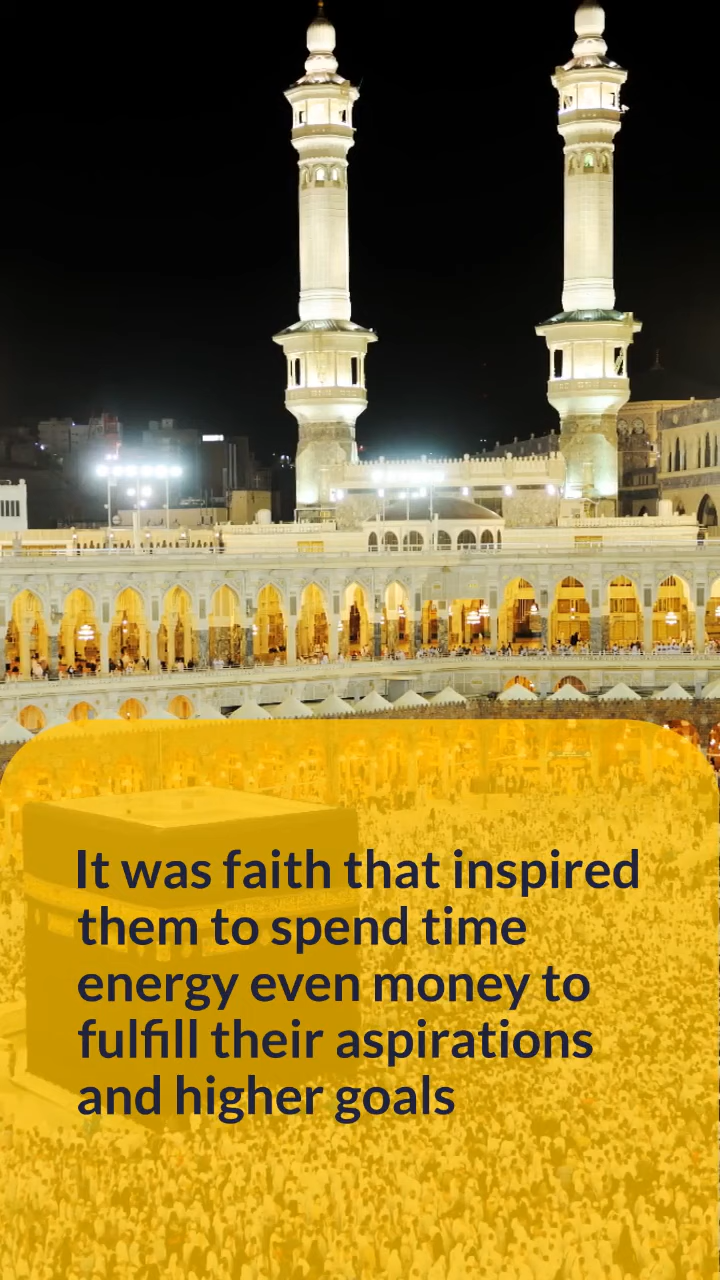 It was faith that inspired
them to spend time
energy even money to
fulfill their aspirations
and higher goals